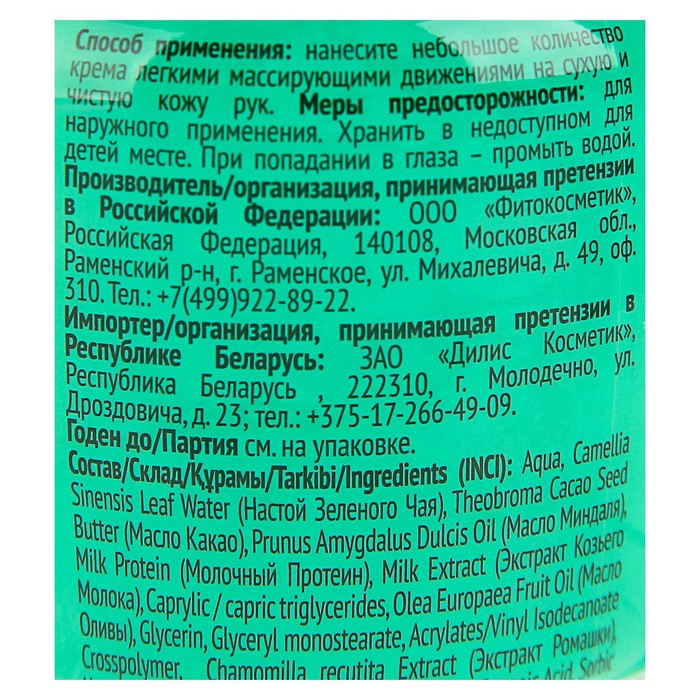 Способ применения: нанесите небольшое количество
крема легкими массирующими движениями на сухую и
чистую кожу рук. Меры предосторожности: для
наружного применения. Хранить в недоступном для
детей месте. При попадании в глаза – промыть водой.
Производитель/организация, принимающая претензии
в Российской Федерации: ООО «Фитокосметик»,
Российская Федерация, 140108, Московская обл.,
Раменский р-н, г. Раменское, ул. Михалевича, д. 49, оф.
310. Тел.: +7(499)922-89-22.
Импортер/организация, принимающая претензии в
Республике Беларусь: ЗАО «Дилис Косметик»,
Республика Беларусь , 222310, г. Молодечно, ул.
Дроздовича, д. 23; тел.: +375-17-266-49-09.
Годен до/Партия см. на упаковке.
Состав/Склад/Құрамы/Tarkibi/Ingredients (INCI): Aqua, Camellia
Sinensis Leaf Water (Настой Зеленого Чая), Theobroma Cacao Seed
Butter (Масло Какао), Prunus Amygdalus Dulcis Oil (Масло Миндаля),
Milk Protein (Молочный Протеин), Milk Extract (Экстракт Козьего
Молока), Caprylic / capric triglycerides, Olea Europaea Fruit Oil (Масло
Оливы), Glycerin, Glyceryl monostearate, Acrylates/Vinyl Isodecanoate
Crosspolymer, Chamomilla recutita Extract (Экстракт Ромашки),
Acid, Sorbic